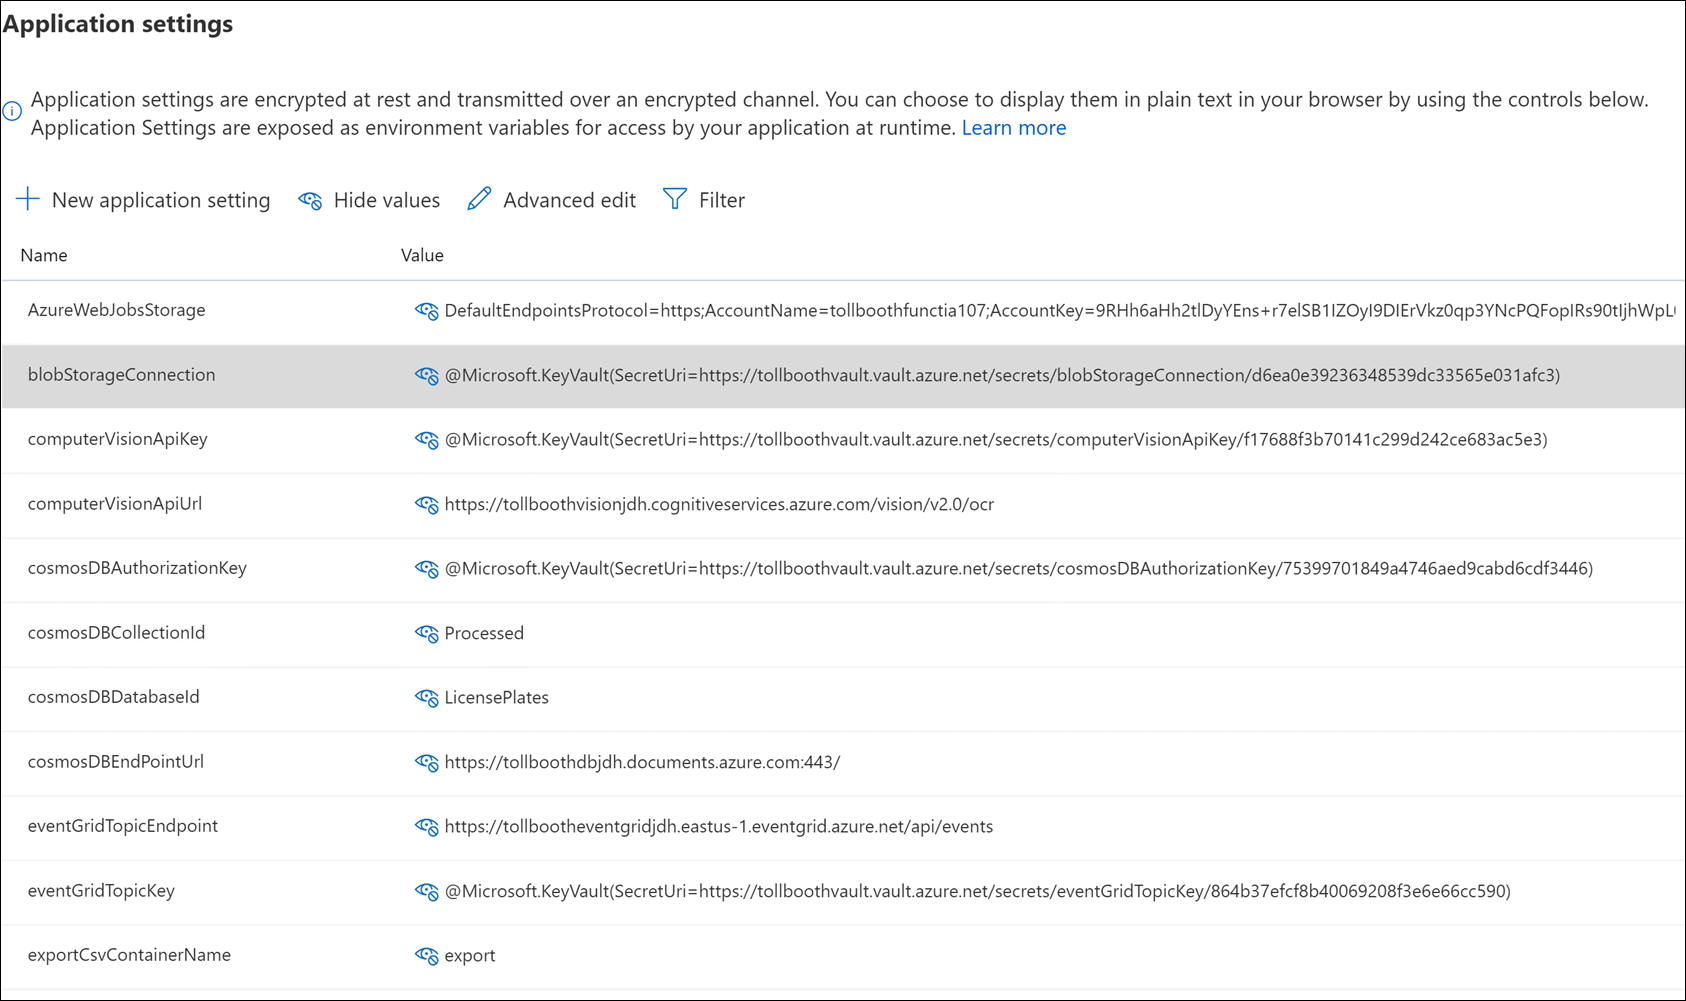 Application settings
Application settings are encrypted at rest and transmitted over an encrypted channel. You can choose to display them in plain text in your browser by using the controls below.
Application Settings are exposed as environment variables for access by your application at runtime. Learn more
New application setting Hide values Advanced edit Filter
Name Value
AzureWebJobsStorage DefaultEndpointsProtocol=https;AccountName=tollboothfunctia107;AccountKey=9RHh6aHh2tlDyYEns+r7elSB1IZOyI9DIErVkz0qp3YNcPQFopIRs90tIjhWpL
blobStorageConnection @Microsoft.KeyVault(SecretUri=https://tollboothvault.vault.azure.net/secrets/blobStorageConnection/d6ea0e39236348539dc33565e031afc3)
computerVisionApiKey @Microsoft.KeyVault(SecretUri=https://tollboothvault.vault.azure.net/secrets/computerVisionApiKey/f17688f3b70141c299d242ce683ac5e3)
computerVisionApiUrl https://tollboothvisionjdh.cognitiveservices.azure.com/vision/v2.0/ocr
cosmosDBAuthorizationKey @Microsoft.KeyVault(SecretUri=https://tollboothvault.vault.azure.net/secrets/cosmosDBAuthorizationKey/75399701849a4746aed9cabd6cdf3446)
cosmosDBCollectionId Processed
cosmosDBDatabaseId LicensePlates
cosmosDBEndPointUrl https://tollboothdbjdh.documents.azure.com:443/
eventGridTopicEndpoint https://tollbootheventgridjdh.eastus-1.eventgrid.azure.net/api/events
eventGridTopicKey @Microsoft.KeyVault(SecretUri=https://tollboothvault.vault.azure.net/secrets/eventGridTopicKey/864b37efcf8b40069208f3e6e66cc590)
exportCsvContainerName export